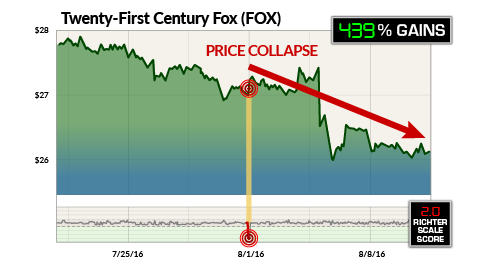 Twenty-First Century Fox (FOX)
$28
439 % GAINS
PRICE COLLAPSE
$27
$26
2.0
RICHTER
SCALE
SCORE
7/25/16
8/1/16
8/8/16